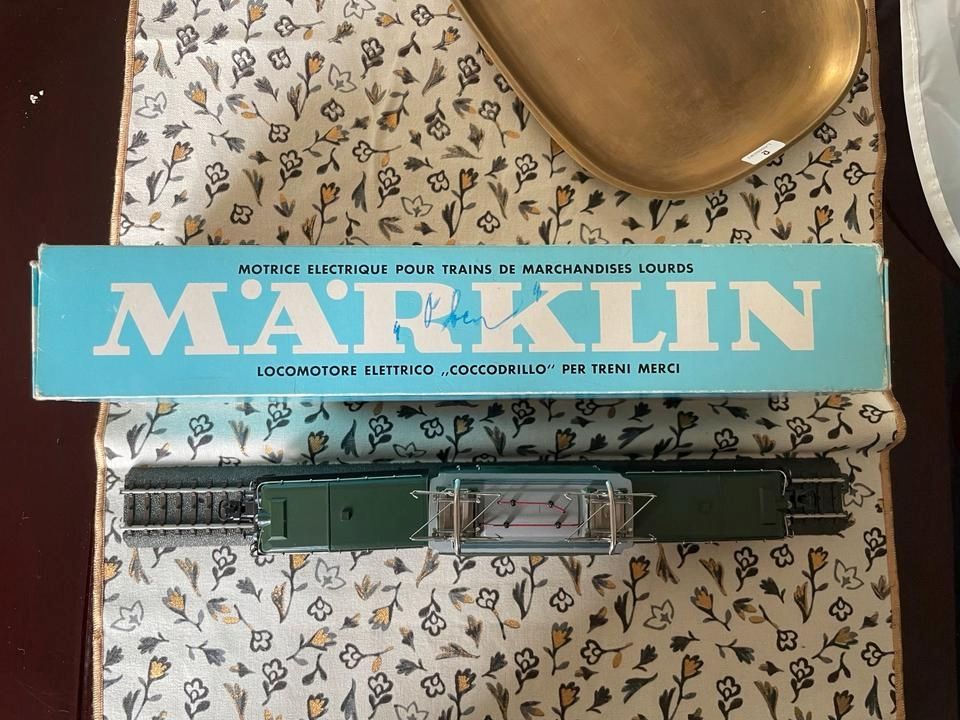 MOTRICE ELECTRIQUE POUR TRAINS DE MARCHANDISES LOURDS
MÄRKLIN
LOCOMOTORE ELETTRICO „COCCODRILLO“ PER TRENI MERCI